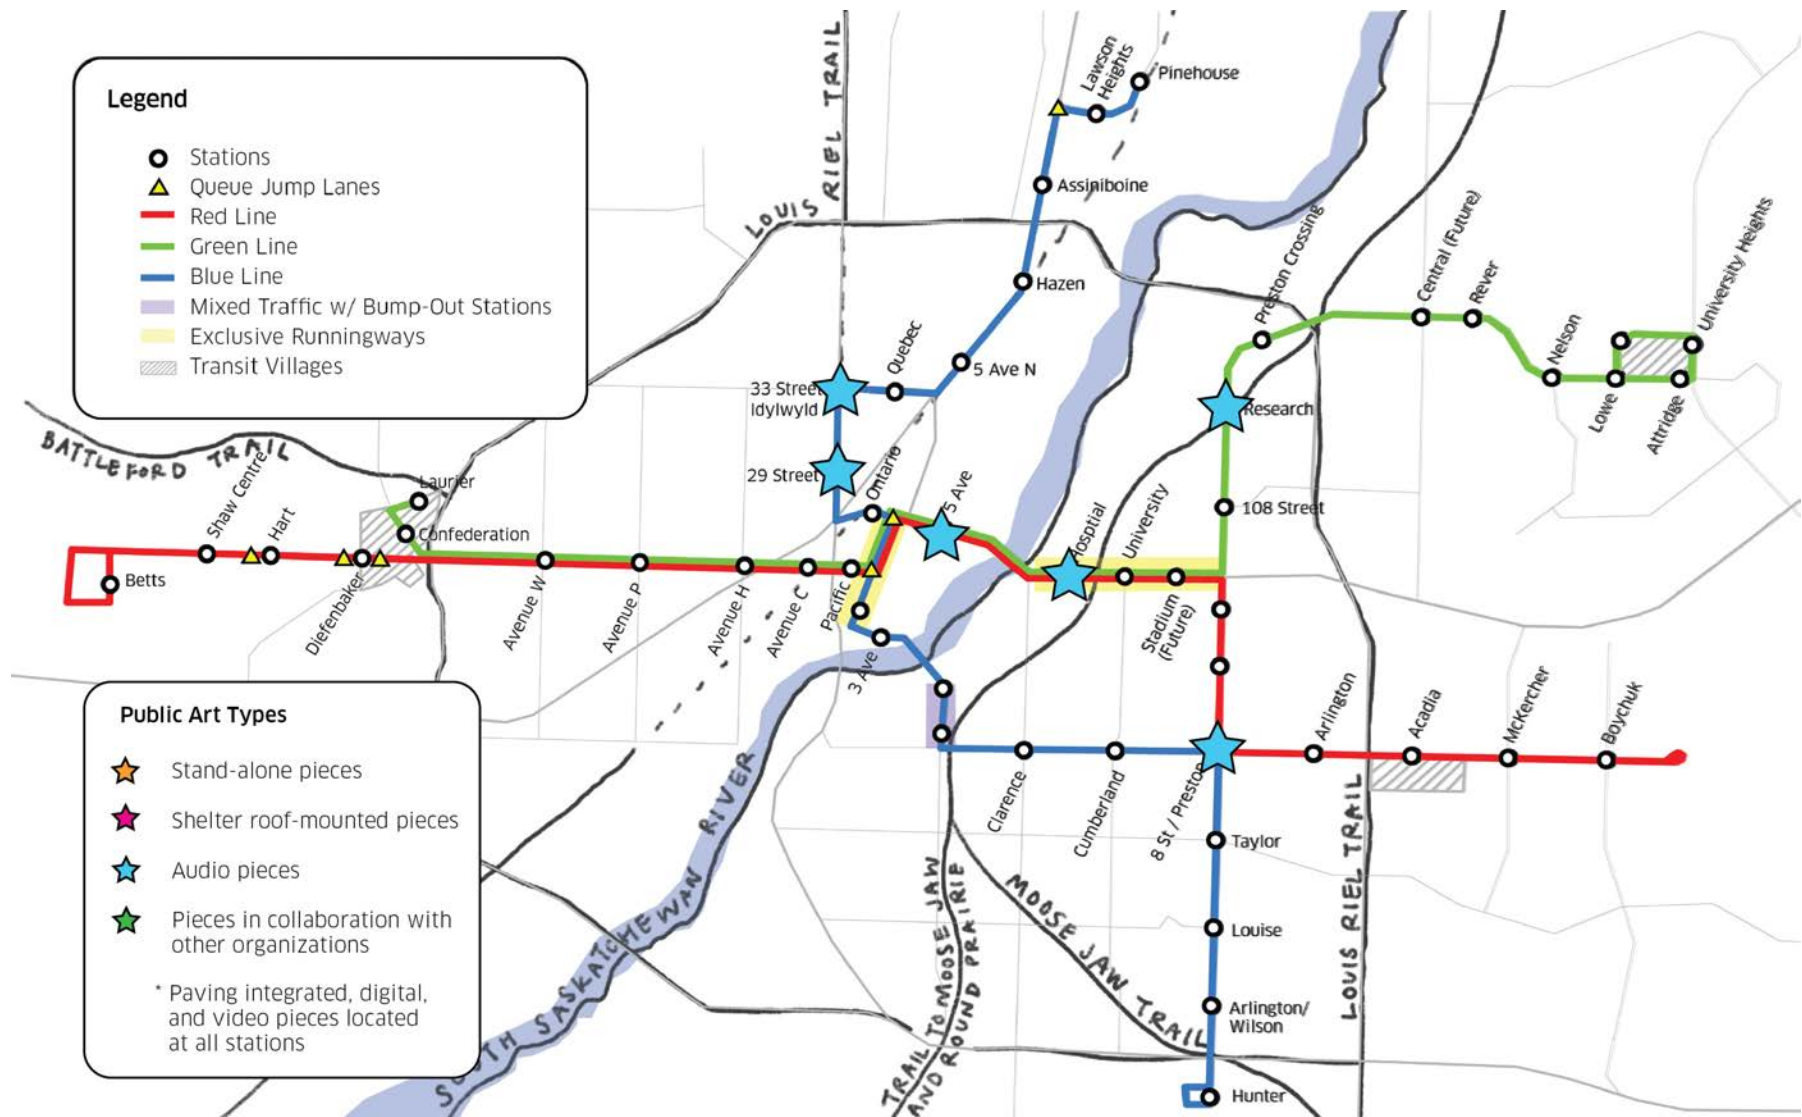 Legend
Stations
Queue Jump Lanes
Red Line
Green Line
Blue Line
Mixed Traffic w/ Bump-Out Stations
Exclusive Runningways
Transit Villages
LOUIS RIEL TRAIL
Lawson
Heights
Pinehouse
Assiniboine
Hazen
5 Ave N
Quebec
33 Street
Idylwyld
29 Street
Ontario
5 Ave
Hosptial
University
Stadium
(Future)
108 Street
Research
Preston Crossing
Central (Future)
Rever
Nelson
Lowe
Attridge
University Heights
BATTLEFORD TRAIL
Shaw Centre
Hart
Laurier
Confederation
Betts
Diefenbaker
Avenue W
Avenue P
Avenue H
Avenue C
Pacific
3 Ave
Clarence
Cumberland
8 St / Preston
Arlington
Acadia
McKercher
Boychuk
Taylor
Louise
Arlington/
Wilson
Hunter
LOUIS RIEL TRAIL
MOOSE JAW TRAIL
TRAIL TO MOOSE JAW
AND ROUND PRAIRIE
SOUTH SASKATCHEWAN RIVER
Public Art Types
Stand-alone pieces
Shelter roof-mounted pieces
Audio pieces
Pieces in collaboration with
other organizations
* Paving integrated, digital,
and video pieces located
at all stations